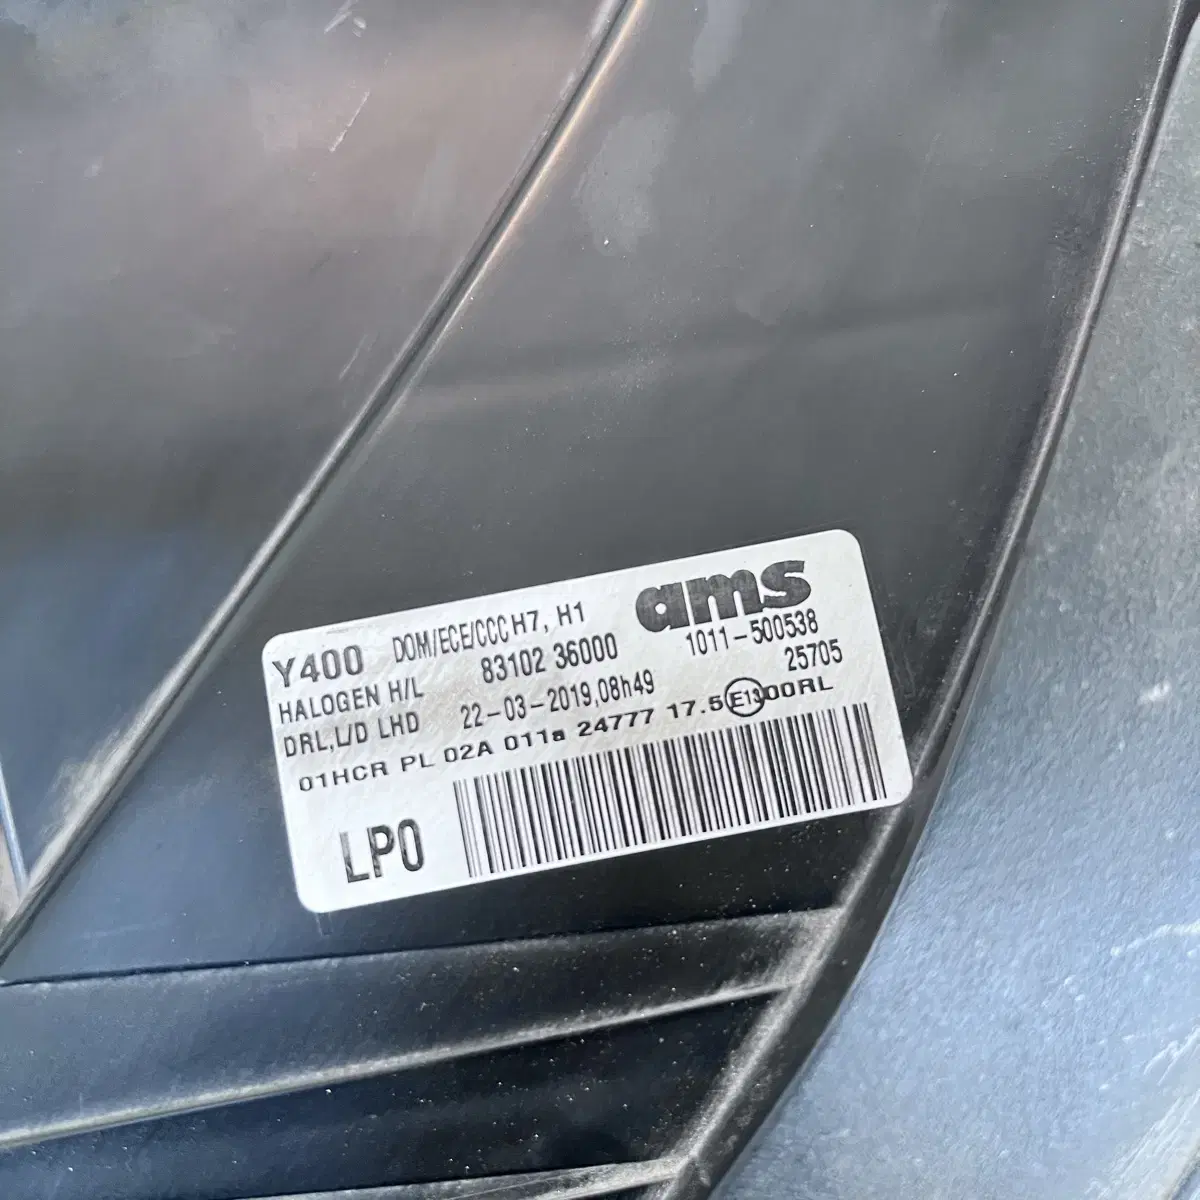 ams
Y400 DOM/ECE/CCC H7, H1 1011-500538
HALOGEN H/L 83102 36000 25705
DRL,L/D LHD 22-03-2019,08h49
01HCR PL 02A 011a 24777 17.5 E13 00RL
LP0